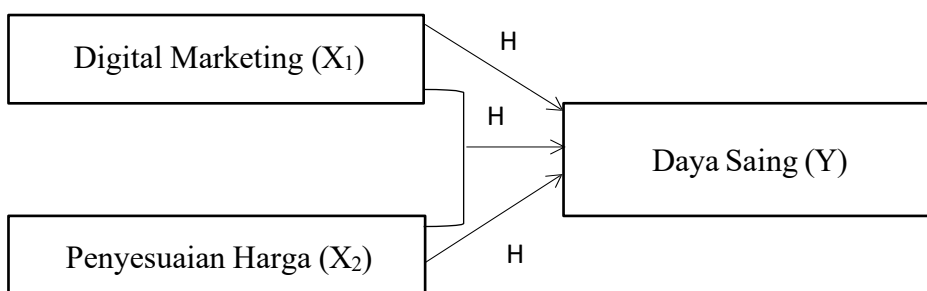 Digital Marketing (X₁)
H
H
Daya Saing (Y)
Penyesuaian Harga (X₂)
H